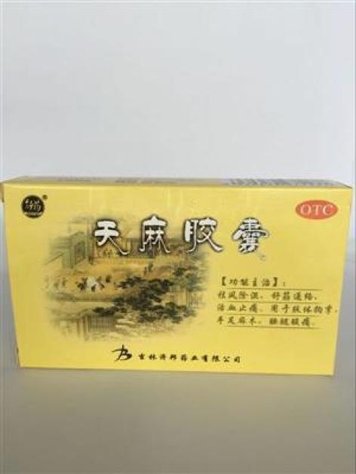 OTC
天麻胶囊
【功能主治】:
祛风除湿、舒筋通络,
活血止痛。用于肢体拘挛,
手足麻木、腰腿酸痛。
吉林济邦药业有限公司